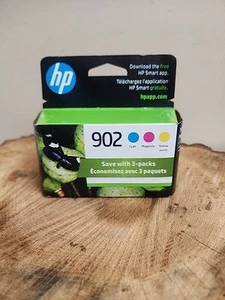 hp
Download the free
HP Smart app
Téléchargez l'application
HP Smart gratuite
hpapp.com
902
Cyan
Magenta
Yellow
Save with 3-packs
Économisez avec 3 paquets